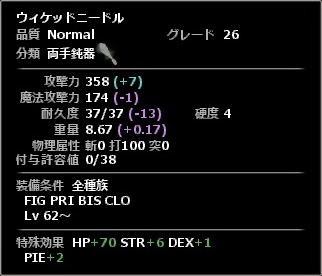 ウィケッドニードル
品質 Normal グレード 26
分類 両手鈍器
攻撃力 358 (+7)
魔法攻撃力 174 (-1)
耐久度 37/37 (-13) 硬度 4
重量 8.67 (+0.17)
物理属性 斬0 打100 突0
付与許容値 0/38
装備条件 全種族
FIG PRI BIS CLO
Lv 62～
特殊効果 HP+70 STR+6 DEX+1
PIE+2